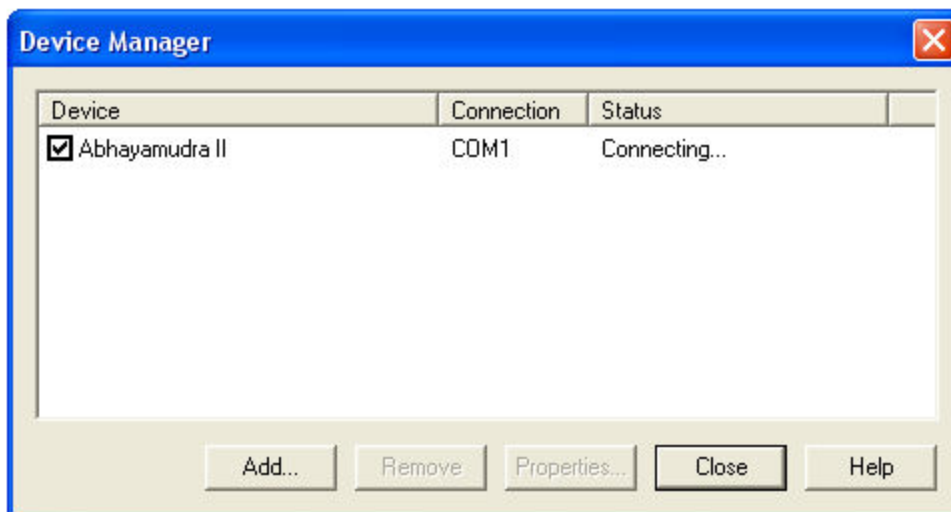 Device Manager
Device Connection Status
Abhayamudra II COM1 Connecting...
Add... Remove Properties... Close Help